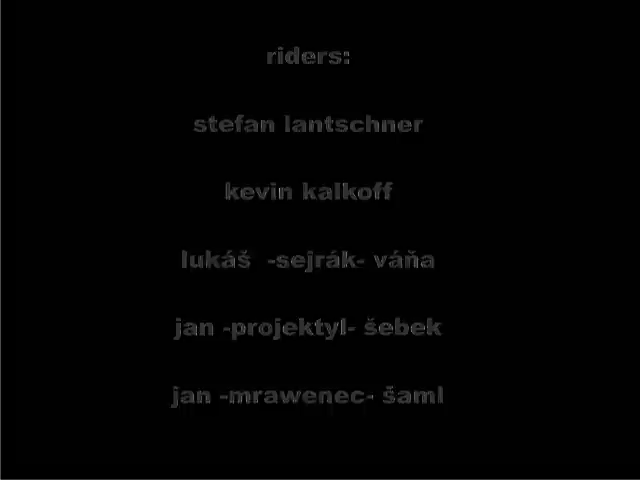 riders:
stefan lantschner
kevin kalkoff
lukáš -sejrák- váňa
jan -projektyl- šebek
jan -mrawenec- šaml